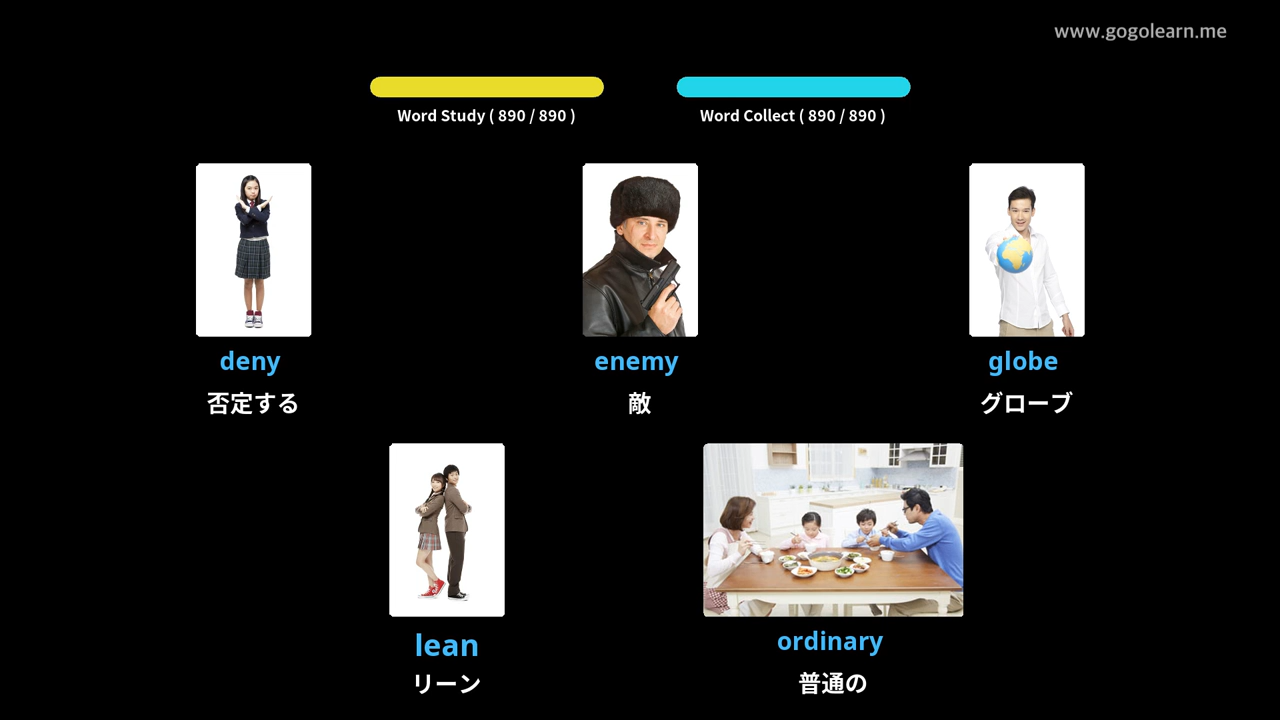 www.gogolearn.me
Word Study ( 890 / 890 )
Word Collect ( 890 / 890 )
deny
否定する
enemy
敵
globe
グローブ
lean
リーン
ordinary
普通の